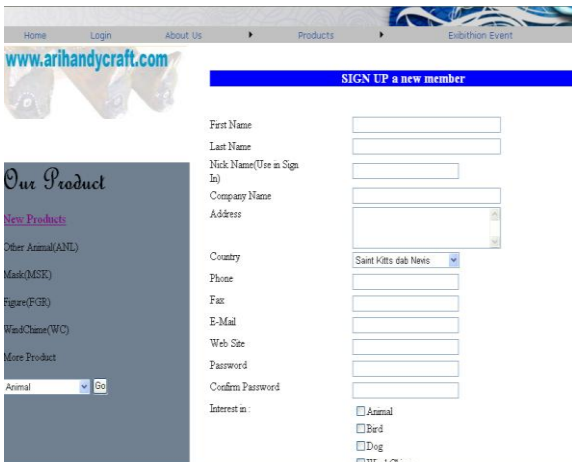 Home Login About Us Products Exibithion Event
www.arihandycraft.com
SIGN UP a new member
Our Product
New Products
Other Animal(ANL)
Mask(MSK)
Figure(FGR)
WindChime(WC)
More Product
Animal Go
First Name
Last Name
Nick Name(Use in Sign
In)
Company Name
Address
Country Saint Kitts dab Nevis
Phone
Fax
E-Mail
Web Site
Password
Confirm Password
Interest in : Animal
Bird
Dog